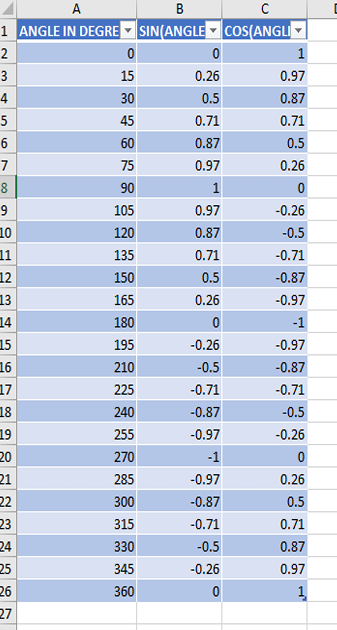 A B C
1 ANGLE IN DEGRE SIN(ANGLE COS(ANGLI
2 0 0 1
3 15 0.26 0.97
4 30 0.5 0.87
5 45 0.71 0.71
6 60 0.87 0.5
7 75 0.97 0.26
8 90 1 0
9 105 0.97 -0.26
10 120 0.87 -0.5
11 135 0.71 -0.71
12 150 0.5 -0.87
13 165 0.26 -0.97
14 180 0 -1
15 195 -0.26 -0.97
16 210 -0.5 -0.87
17 225 -0.71 -0.71
18 240 -0.87 -0.5
19 255 -0.97 -0.26
20 270 -1 0
21 285 -0.97 0.26
22 300 -0.87 0.5
23 315 -0.71 0.71
24 330 -0.5 0.87
25 345 -0.26 0.97
26 360 0 1
27